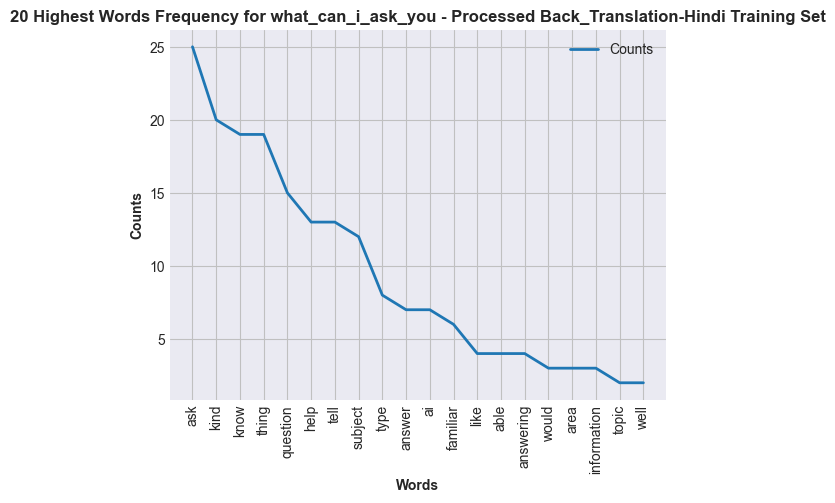 20 Highest Words Frequency for what_can_i_ask_you - Processed Back_Translation-Hindi Training Set
Counts
25
20
15
10
5
Counts
ask
kind
know
thing
question
help
tell
subject
type
answer
ai
familiar
like
able
answering
would
area
information
topic
well
Words